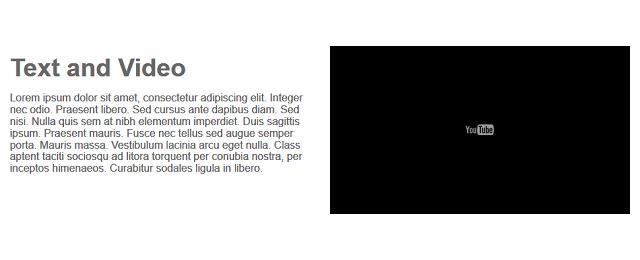 Text and Video
Lorem ipsum dolor sit amet, consectetur adipiscing elit. Integer
nec odio. Praesent libero. Sed cursus ante dapibus diam. Sed
nisi. Nulla quis sem at nibh elementum imperdiet. Duis sagittis
ipsum. Praesent mauris. Fusce nec tellus sed augue semper
porta. Mauris massa. Vestibulum lacinia arcu eget nulla. Class
aptent taciti sociosqu ad litora torquent per conubia nostra, per
inceptos himenaeos. Curabitur sodales ligula in libero.
YouTube